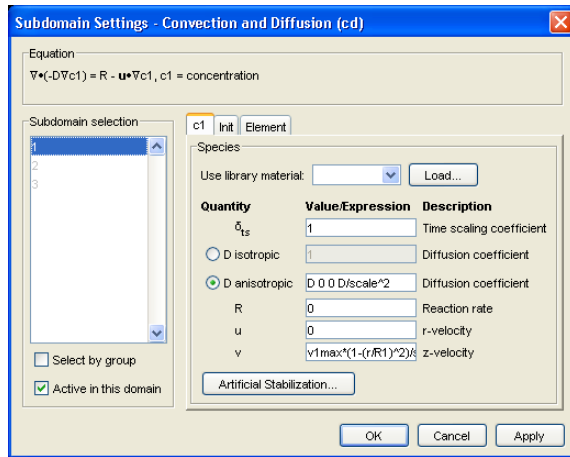 Subdomain Settings - Convection and Diffusion (cd)
Equation
∇•(-D∇c1) = R - u•∇c1, c1 = concentration
Subdomain selection
1
2
3
Select by group
Active in this domain
c1 Init Element
Species
Use library material: Load...
Quantity Value/Expression Description
δts 1 Time scaling coefficient
D isotropic 1 Diffusion coefficient
D anisotropic D 0 0 D/scale^2 Diffusion coefficient
R 0 Reaction rate
u 0 r-velocity
v v1max*(1-(r/R1)^2)/s z-velocity
Artificial Stabilization...
OK Cancel Apply